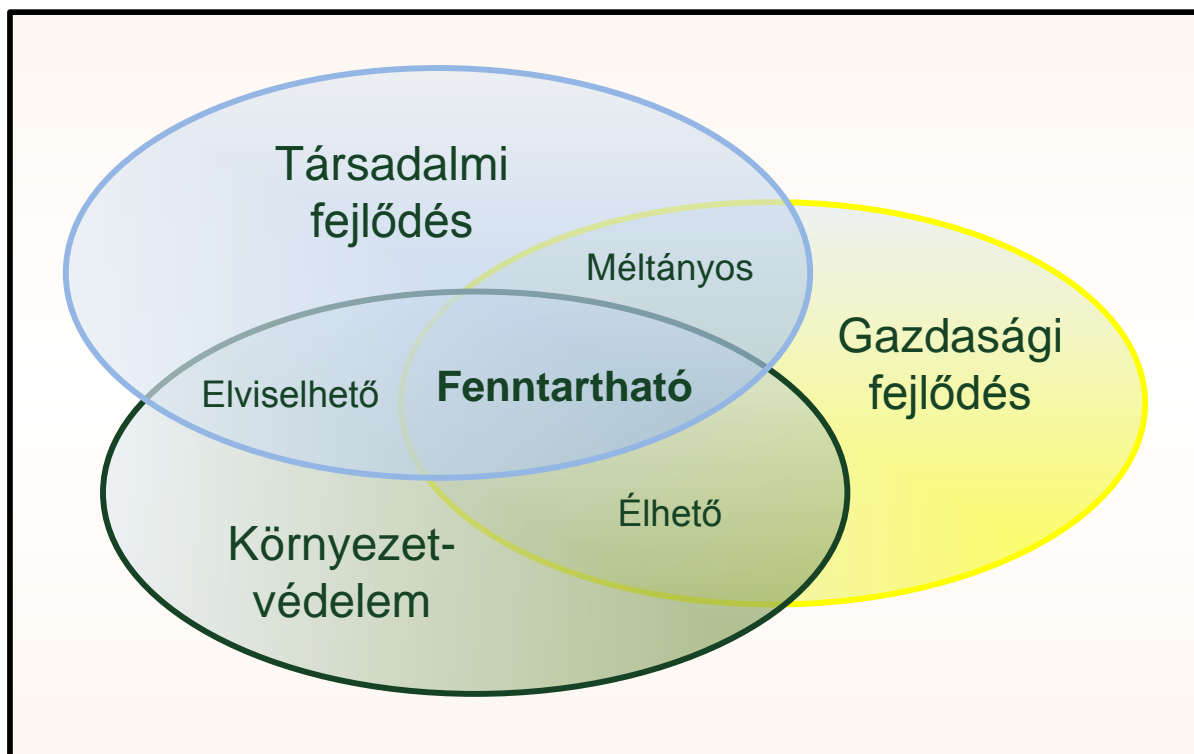 Társadalmi
fejlődés
Méltányos
Gazdasági
fejlődés
Elviselhető
Fenntartható
Élhető
Környezet-
védelem